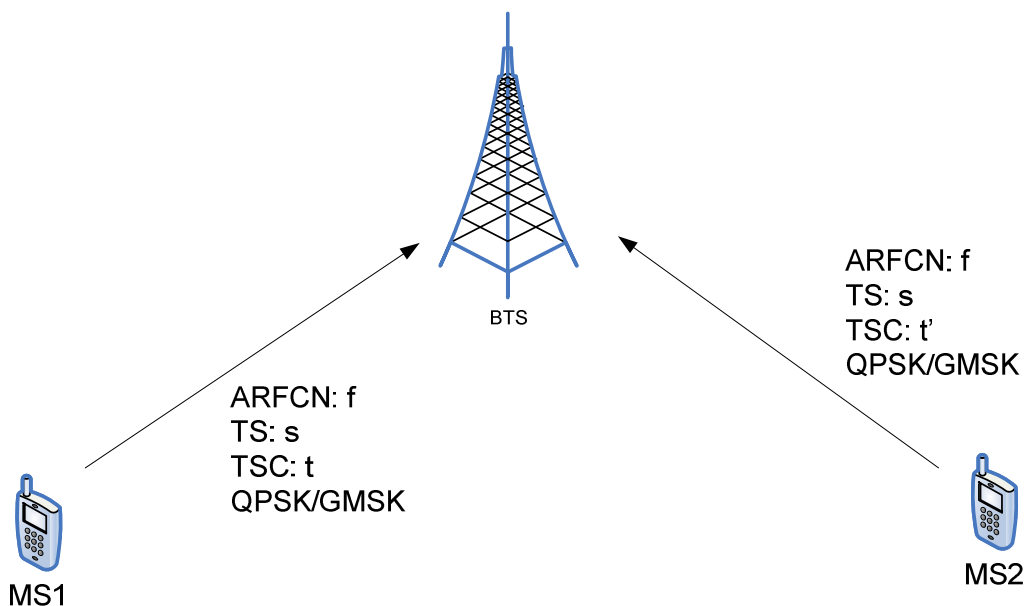 BTS
ARFCN: f
TS: s
TSC: t’
QPSK/GMSK
ARFCN: f
TS: s
TSC: t
QPSK/GMSK
MS1
MS2